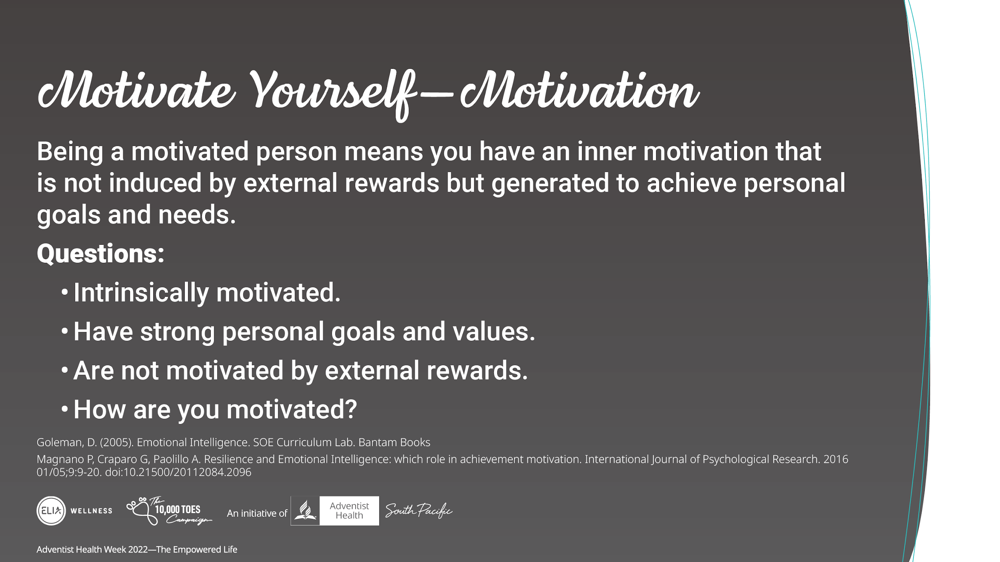 Motivate Yourself—Motivation
Being a motivated person means you have an inner motivation that
is not induced by external rewards but generated to achieve personal
goals and needs.
Questions:
• Intrinsically motivated.
• Have strong personal goals and values.
• Are not motivated by external rewards.
• How are you motivated?
Goleman, D. (2005). Emotional Intelligence. SOE Curriculum Lab. Bantam Books
Magnano P, Craparo G, Paolillo A. Resilience and Emotional Intelligence: which role in achievement motivation. International Journal of Psychological Research. 2016
01/05;9:9-20. doi:10.21500/20112084.2096
ELIA WELLNESS
The
10,000 TOES
Campaign
An initiative of
Adventist
Health
South Pacific
Adventist Health Week 2022—The Empowered Life